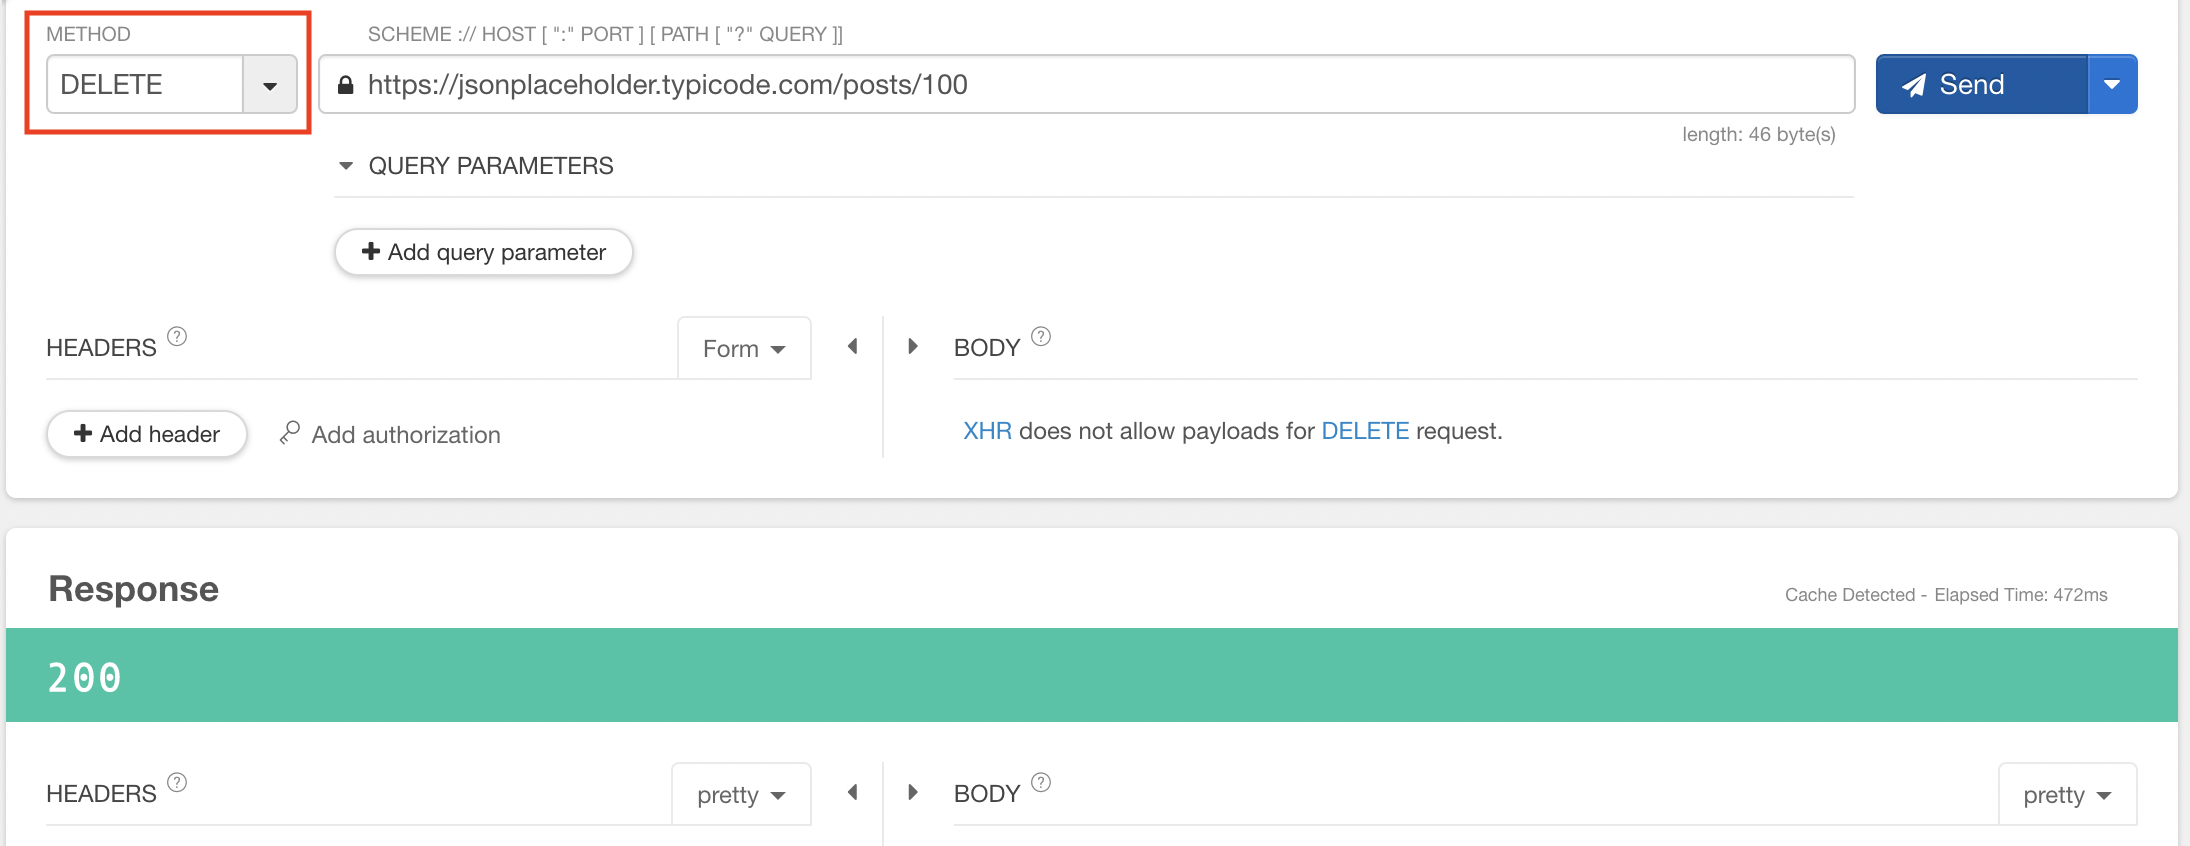 METHOD
SCHEME :// HOST [ ":" PORT ] [ PATH [ "?" QUERY ]]
DELETE
https://jsonplaceholder.typicode.com/posts/100
Send
length: 46 byte(s)
QUERY PARAMETERS
+ Add query parameter
HEADERS ?
Form
BODY ?
+ Add header
Add authorization
XHR does not allow payloads for DELETE request.
Response
Cache Detected - Elapsed Time: 472ms
200
HEADERS ?
pretty
BODY ?
pretty